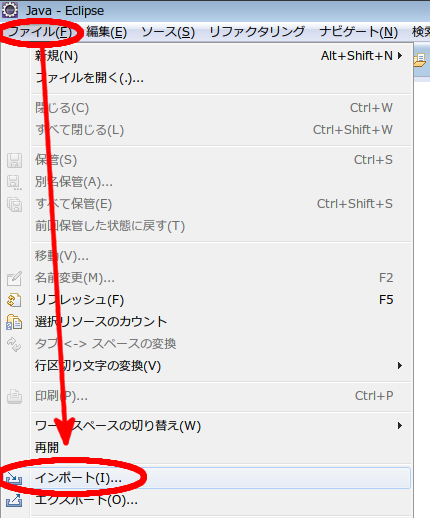 Java - Eclipse
ファイル(F) 編集(E) ソース(S) リファクタリング ナビゲート(N) 検索
新規(N) Alt+Shift+N
ファイルを開く(.)...
閉じる(C) Ctrl+W
すべて閉じる(L) Ctrl+Shift+W
保管(S) Ctrl+S
別名保管(A)...
すべて保管(E) Ctrl+Shift+S
前回保管した状態に戻す(T)
移動(V)...
名前変更(M)... F2
リフレッシュ(F) F5
選択リソースのカウント
タブ <-> スペースの変換
行区切り文字の変換(V)
印刷(P)... Ctrl+P
ワークスペースの切り替え(W)
再開
インポート(I)...
エクスポート(O)...